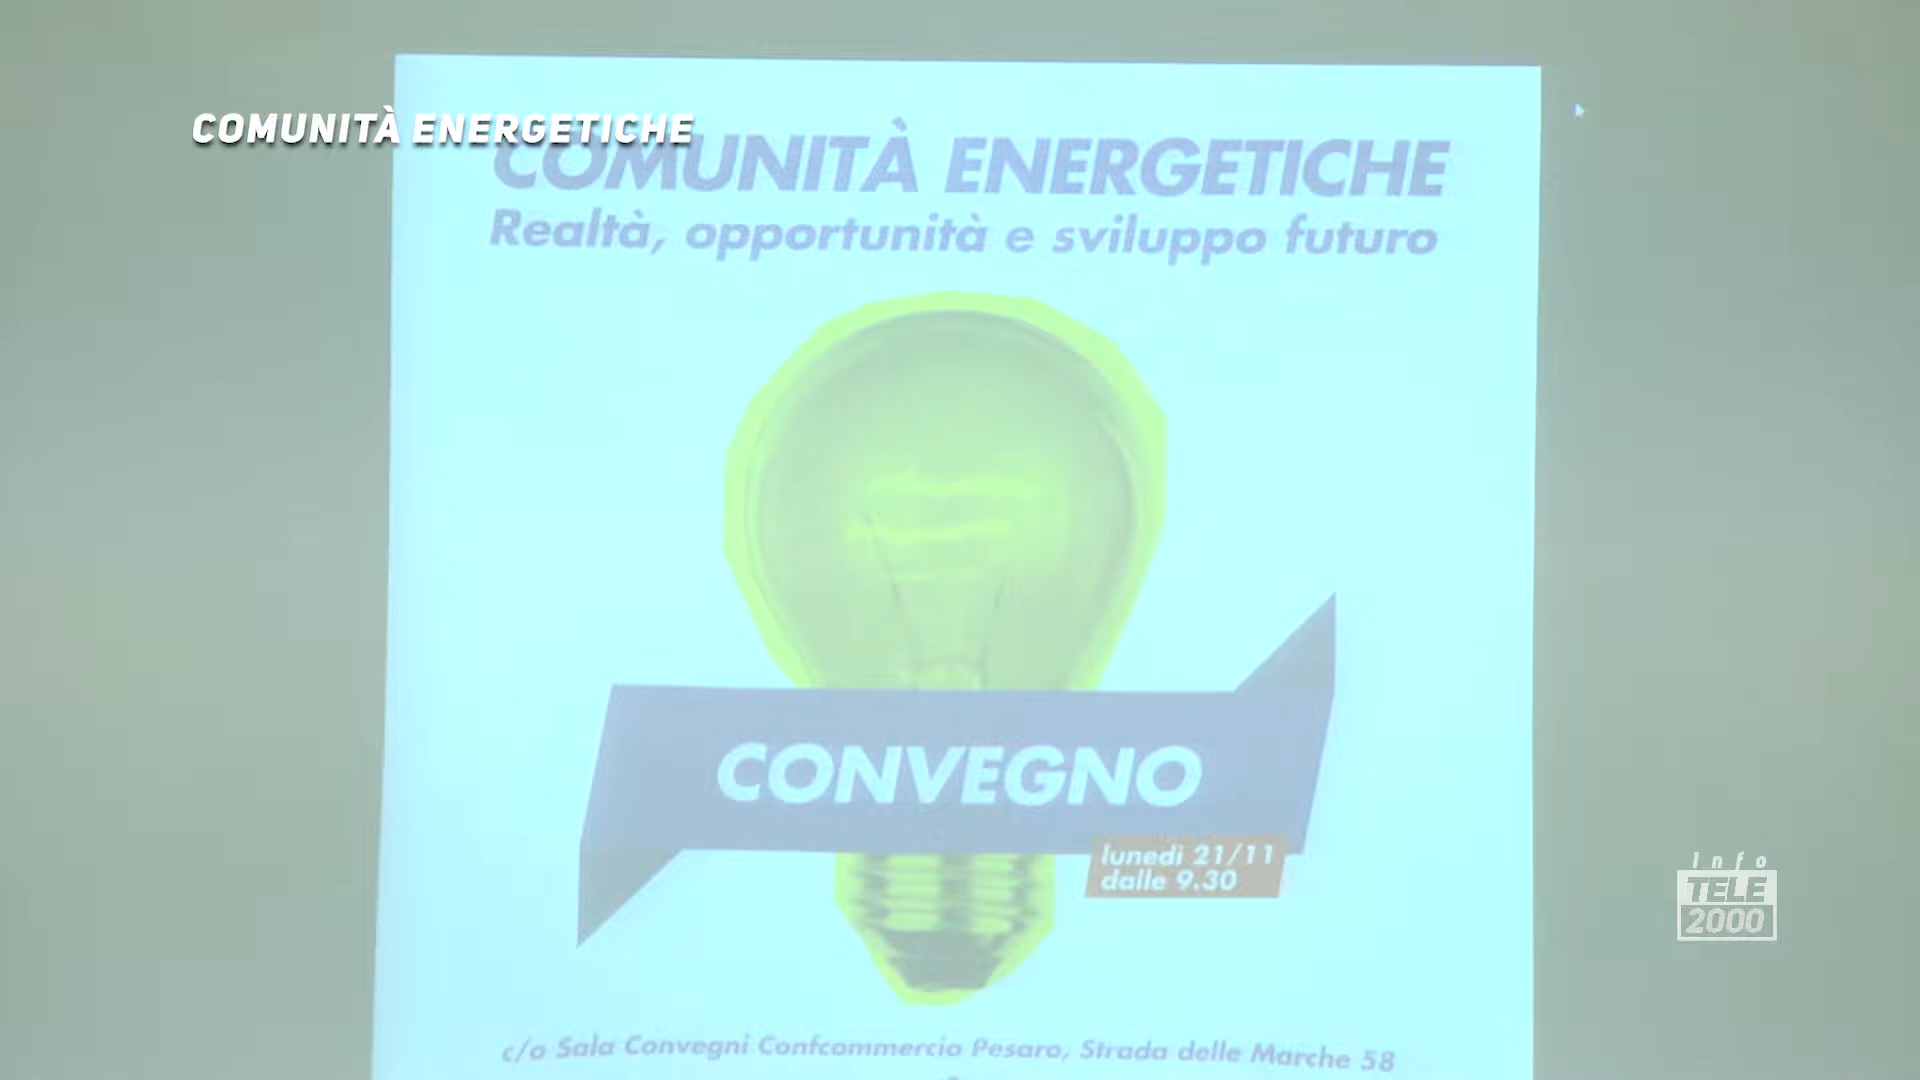 COMUNITÀ ENERGETICHE
COMUNITÀ ENERGETICHE
Realtà, opportunità e sviluppo futuro
CONVEGNO
lunedì 21/11
dalle 9.30
Info
TELE
2000
c/o Sala Convegni Confcommercio Pesaro, Strada delle Marche 58